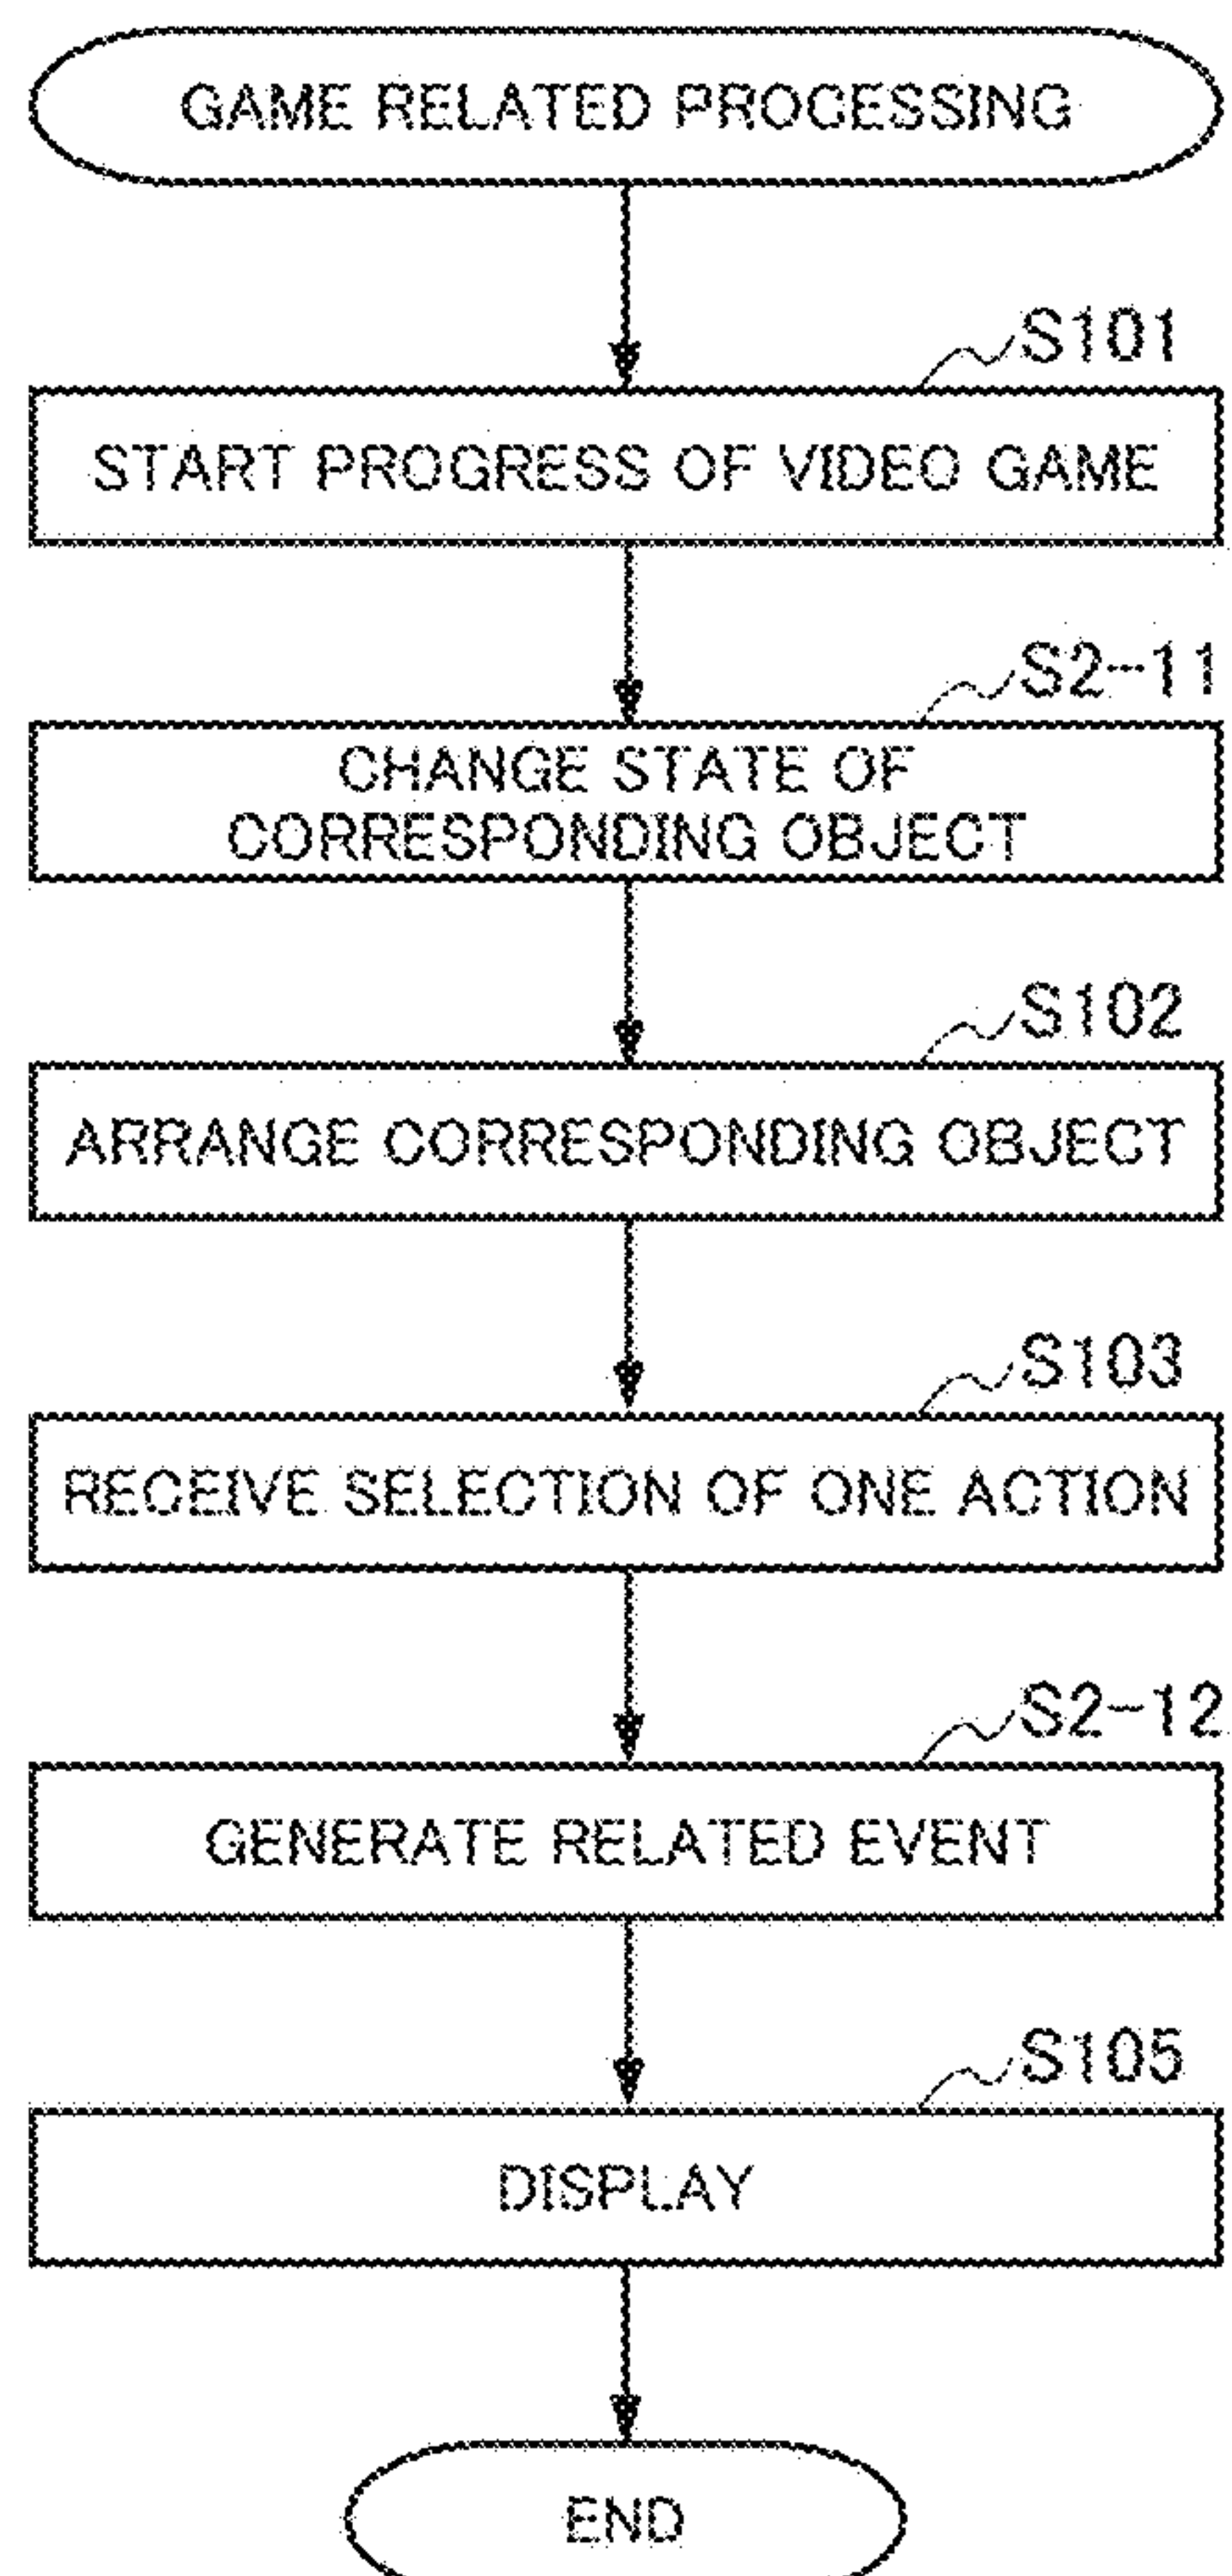 GAME RELATED PROCESSING
S101
START PROGRESS OF VIDEO GAME
S2-11
CHANGE STATE OF
CORRESPONDING OBJECT
S102
ARRANGE CORRESPONDING OBJECT
S103
RECEIVE SELECTION OF ONE ACTION
S2-12
GENERATE RELATED EVENT
S105
DISPLAY
END